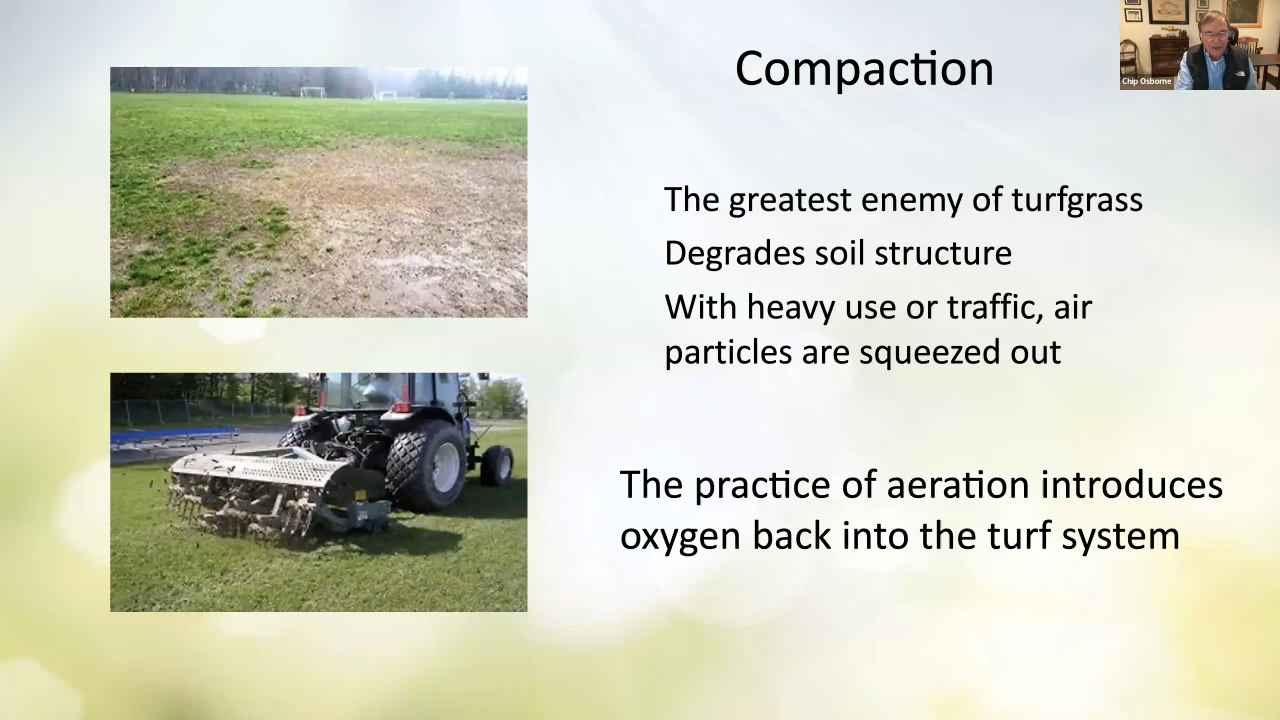 Compaction
Chip Osborne
The greatest enemy of turfgrass
Degrades soil structure
With heavy use or traffic, air
particles are squeezed out
The practice of aeration introduces
oxygen back into the turf system